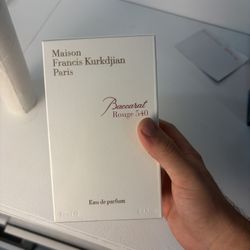 Maison
Francis Kurkdjian
Paris
Baccarat
Rouge 540
Eau de parfum